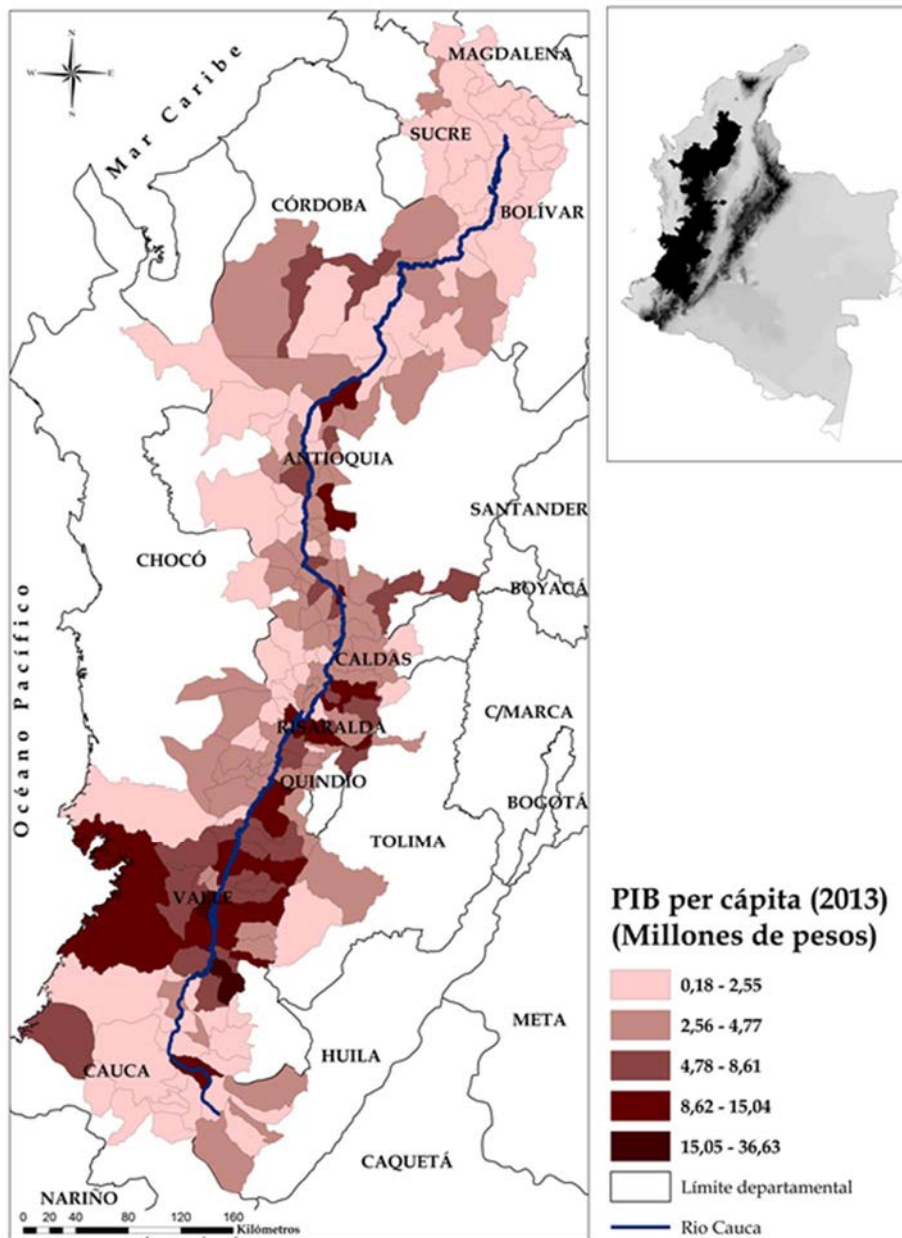 N
W
E
S
Mar Caribe
MAGDALENA
SUCRE
CÓRDOBA
BOLÍVAR
ANTIOQUIA
SANTANDER
CHOCÓ
BOYACÁ
Océano Pacífico
CALDAS
C/MARCA
RISARALDA
QUINDÍO
BOGOTÁ
TOLIMA
VALLE
META
HUILA
CAUCA
CAQUETÁ
NARIÑO
0 20 40 80 120 160
Kilómetros
PIB per cápita (2013)
(Millones de pesos)
0,18 - 2,55
2,56 - 4,77
4,78 - 8,61
8,62 - 15,04
15,05 - 36,63
Límite departamental
Rio Cauca